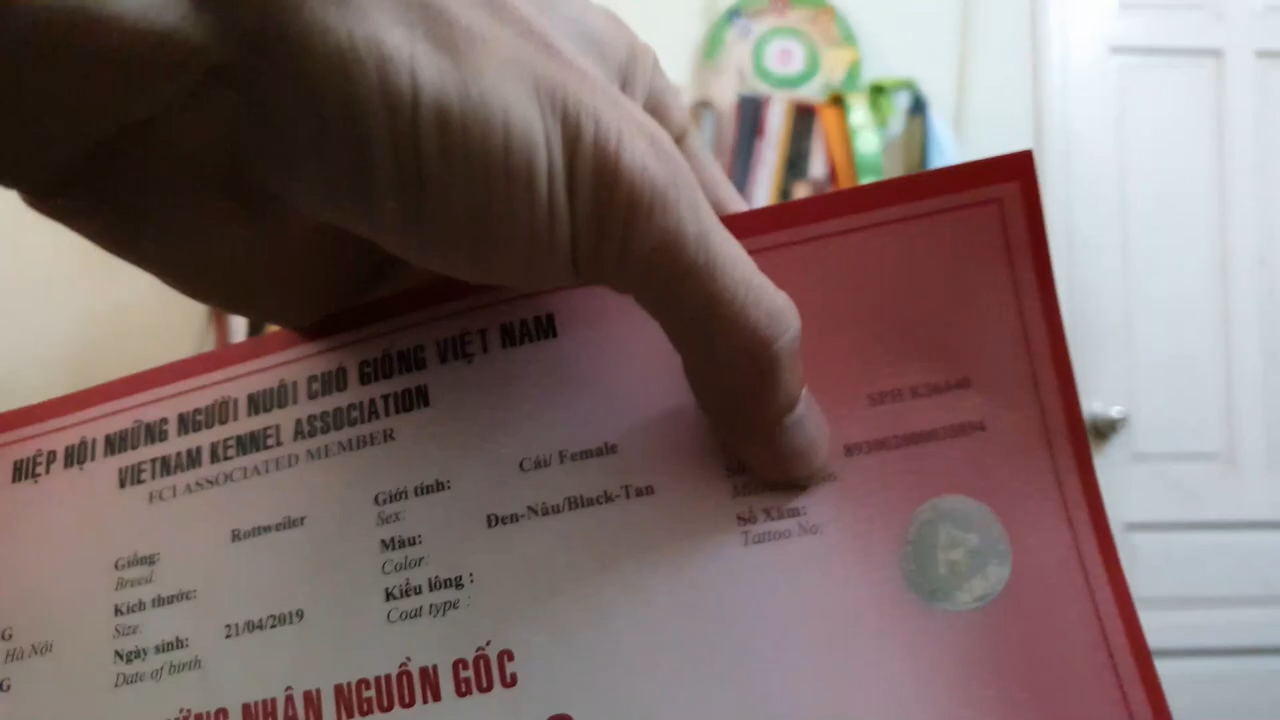 HIỆP HỘI NHỮNG NGƯỜI NUÔI CHÓ GIỐNG VIỆT NAM
VIETNAM KENNEL ASSOCIATION
FCI ASSOCIATED MEMBER
G
Hà Nội
G
Giống: Rottweiler
Breed:
Kích thước:
Size:
Ngày sinh: 21/04/2019
Date of birth
Giới tính: Cái/ Female
Sex:
Màu: Đen-Nâu/Black-Tan
Color:
Kiểu lông :
Coat type :
SPH
Số Xăm:
Tattoo No:
NHẬN NGUỒN GỐC